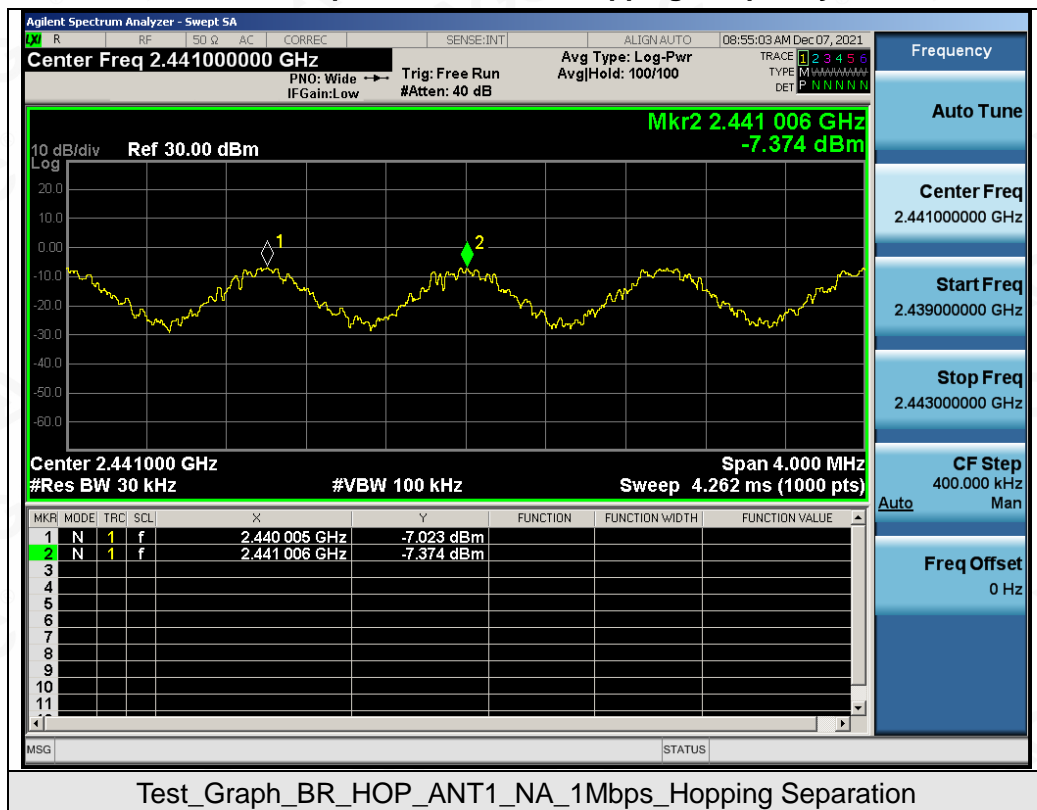 Agilent Spectrum Analyzer - Swept SA
LXI R RF 50 Ω AC CORREC SENSE:INT ALIGN AUTO 08:55:03 AM Dec 07, 2021
Center Freq 2.441000000 GHz
PNO: Wide
IFGain:Low
Trig: Free Run
#Atten: 40 dB
Avg Type: Log-Pwr
Avg|Hold: 100/100
TRACE 1 2 3 4 5 6
TYPE M WWWWW
DET P N N N N N
Mkr2 2.441 006 GHz
-7.374 dBm
10 dB/div Ref 30.00 dBm
Log
20.0
10.0
0.00
-10.0
-20.0
-30.0
-40.0
-50.0
-60.0
1
2
Center 2.441000 GHz Span 4.000 MHz
#Res BW 30 kHz #VBW 100 kHz Sweep 4.262 ms (1000 pts)
MKR MODE TRC SCL X Y FUNCTION FUNCTION WIDTH FUNCTION VALUE
1 N 1 f 2.440 005 GHz -7.023 dBm
2 N 1 f 2.441 006 GHz -7.374 dBm
3
4
5
6
7
8
9
10
11
MSG STATUS
Frequency
Auto Tune
Center Freq
2.441000000 GHz
Start Freq
2.439000000 GHz
Stop Freq
2.443000000 GHz
CF Step
400.000 kHz
Auto Man
Freq Offset
0 Hz
Test_Graph_BR_HOP_ANT1_NA_1Mbps_Hopping Separation